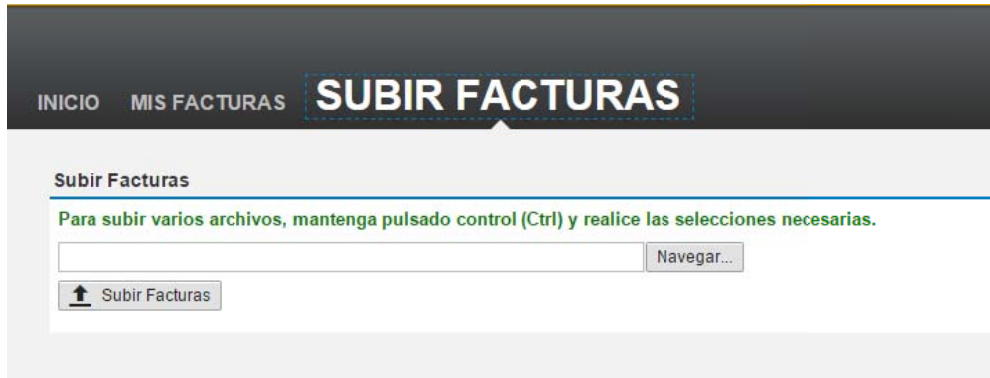 INICIO MIS FACTURAS SUBIR FACTURAS
Subir Facturas
Para subir varios archivos, mantenga pulsado control (Ctrl) y realice las selecciones necesarias.
Navegar...
Subir Facturas